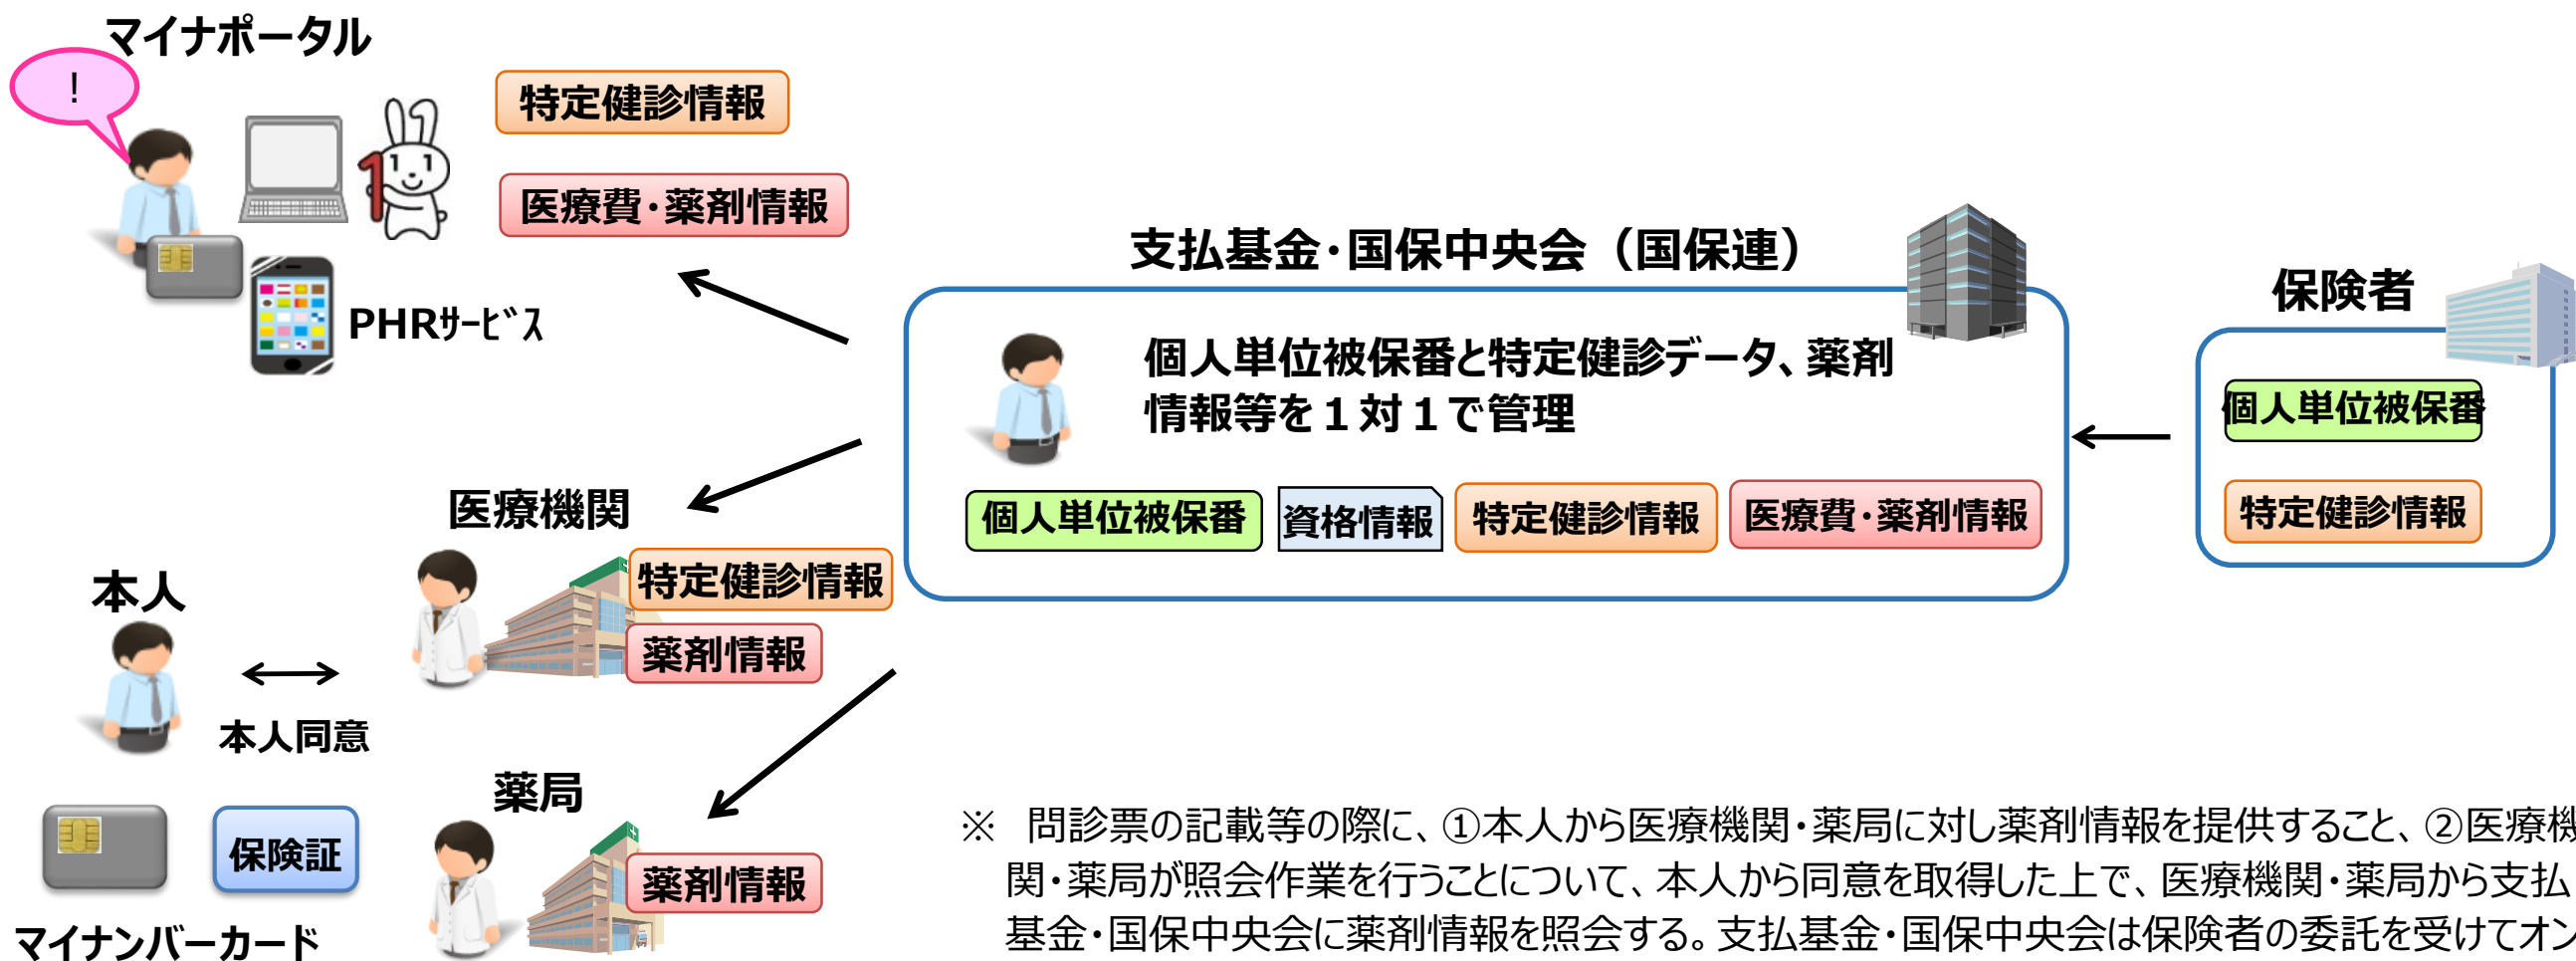 マイナポータル
!
特定健診情報
医療費・薬剤情報
PHRｻｰﾋﾞｽ
支払基金・国保中央会（国保連）
個人単位被保番と特定健診データ、薬剤
情報等を１対１で管理
個人単位被保番
資格情報
特定健診情報
医療費・薬剤情報
保険者
個人単位被保番
特定健診情報
医療機関
特定健診情報
薬剤情報
本人
本人同意
保険証
マイナンバーカード
薬局
薬剤情報
※　問診票の記載等の際に、①本人から医療機関・薬局に対し薬剤情報を提供すること、②医療機
関・薬局が照会作業を行うことについて、本人から同意を取得した上で、医療機関・薬局から支払
基金・国保中央会に薬剤情報を照会する。支払基金・国保中央会は保険者の委託を受けてオン